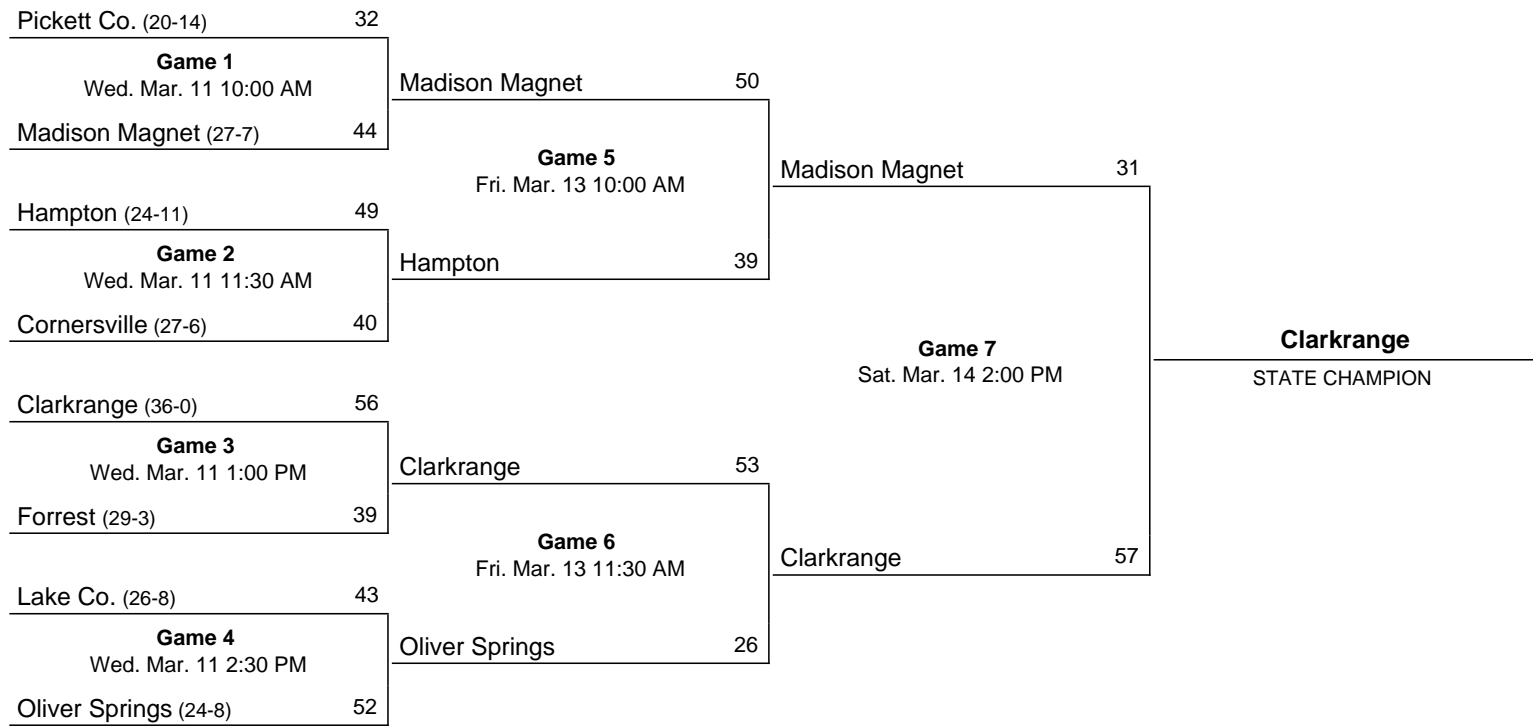 Pickett Co. (20-14) 32
Game 1
Wed. Mar. 11 10:00 AM
Madison Magnet (27-7) 44
Hampton (24-11) 49
Game 2
Wed. Mar. 11 11:30 AM
Cornersville (27-6) 40
Clarkrange (36-0) 56
Game 3
Wed. Mar. 11 1:00 PM
Forrest (29-3) 39
Lake Co. (26-8) 43
Game 4
Wed. Mar. 11 2:30 PM
Oliver Springs (24-8) 52
Madison Magnet 50
Game 5
Fri. Mar. 13 10:00 AM
Hampton 39
Clarkrange 53
Game 6
Fri. Mar. 13 11:30 AM
Oliver Springs 26
Madison Magnet 31
Game 7
Sat. Mar. 14 2:00 PM
Clarkrange 57
Clarkrange
STATE CHAMPION